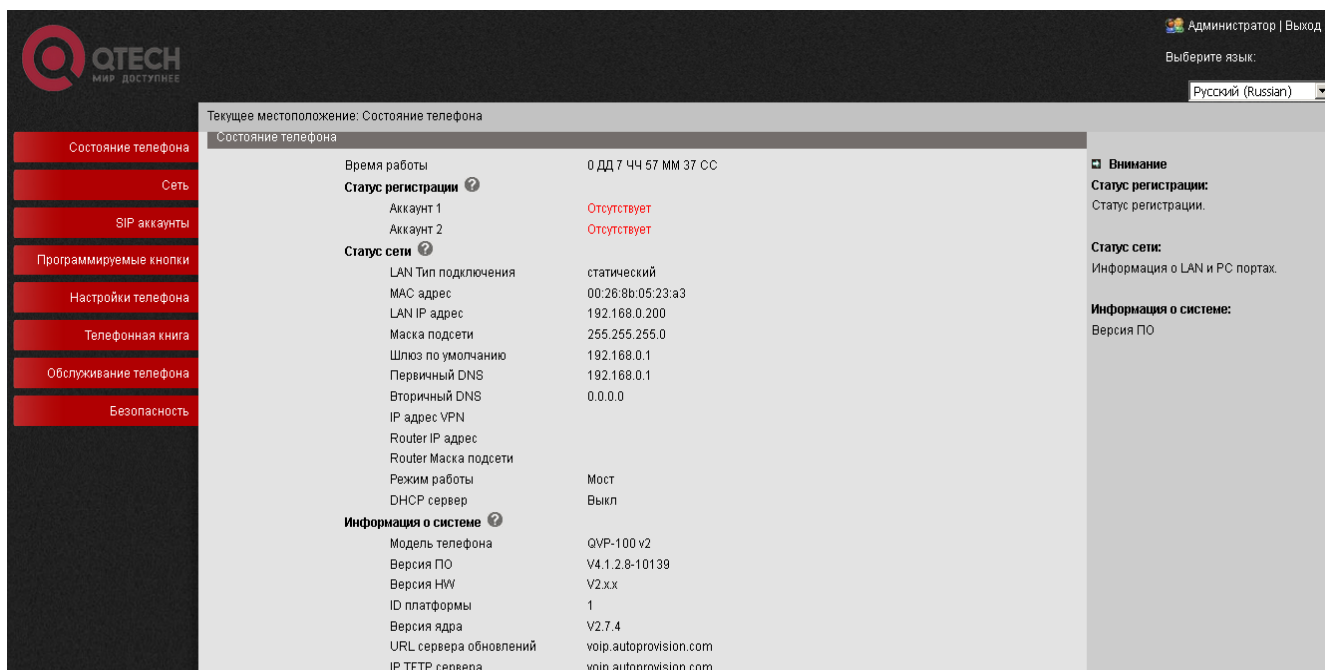 Администратор | Выход
QTECH
МИР ДОСТУПНЕЕ
Выберите язык:
Русский (Russian)
Текущее местоположение: Состояние телефона
Состояние телефона
Сеть
SIP аккаунты
Программируемые кнопки
Настройки телефона
Телефонная книга
Обслуживание телефона
Безопасность
Состояние телефона
Время работы 0 ДД 7 ЧЧ 57 ММ 37 СС
Статус регистрации ?
Аккаунт 1 Отсутствует
Аккаунт 2 Отсутствует
Статус сети ?
LAN Тип подключения статический
MAC адрес 00:26:8b:05:23:a3
LAN IP адрес 192.168.0.200
Маска подсети 255.255.255.0
Шлюз по умолчанию 192.168.0.1
Первичный DNS 192.168.0.1
Вторичный DNS 0.0.0.0
IP адрес VPN
Router IP адрес
Router Маска подсети
Режим работы Мост
DHCP сервер Выкл
Информация о системе ?
Модель телефона QVP-100 v2
Версия ПО V4.1.2.8-10139
Версия HW V2.x.x
ID платформы 1
Версия ядра V2.7.4
URL сервера обновлений voip.autoprovision.com
IP TFTP сервера voip.autoprovision.com
Внимание
Статус регистрации:
Статус регистрации.
Статус сети:
Информация о LAN и PC портах.
Информация о системе:
Версия ПО